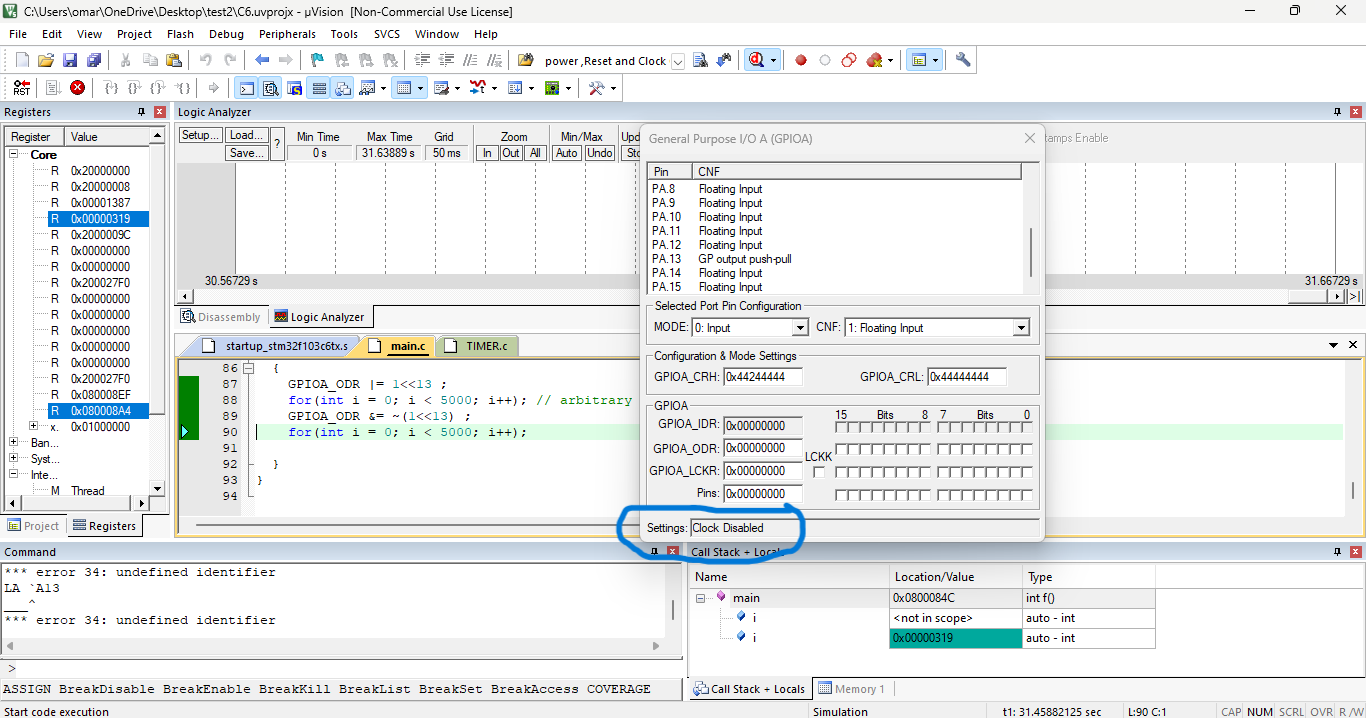 C:\Users\omar\OneDrive\Desktop\test2\C6.uvprojx - µVision [Non-Commercial Use License]
File Edit View Project Flash Debug Peripherals Tools SVCS Window Help
power ,Reset and Clock
RST
Registers
Register Value
Core
R 0x20000000
R 0x20000008
R 0x00001387
R 0x00000319
R 0x2000009C
R 0x00000000
R 0x00000000
R 0x200027F0
R 0x00000000
R 0x00000000
R 0x00000000
R 0x00000000
R 0x00000000
R 0x200027F0
R 0x080008EF
R 0x080008A4
x. 0x01000000
Ban...
Syst...
Inte...
M Thread
Project Registers
Logic Analyzer
Setup... Load... Save... ?
Min Time Max Time Grid Zoom Min/Max Upd
0 s 31.63889 s 50 ms In Out All Auto Undo Sto
amps Enable
30.56729 s 31.66729 s
Disassembly Logic Analyzer
startup_stm32f103c6tx.s main.c TIMER.c
86 {
87 GPIOA_ODR |= 1<<13 ;
88 for(int i = 0; i < 5000; i++); // arbitrary
89 GPIOA_ODR &= ~(1<<13) ;
90 for(int i = 0; i < 5000; i++);
91
92 }
93 }
94
General Purpose I/O A (GPIOA)
Pin CNF
PA.8 Floating Input
PA.9 Floating Input
PA.10 Floating Input
PA.11 Floating Input
PA.12 Floating Input
PA.13 GP output push-pull
PA.14 Floating Input
PA.15 Floating Input
Selected Port Pin Configuration
MODE: 0: Input CNF: 1: Floating Input
Configuration & Mode Settings
GPIOA_CRH: 0x44244444 GPIOA_CRL: 0x44444444
GPIOA
15 Bits 8 7 Bits 0
GPIOA_IDR: 0x00000000
GPIOA_ODR: 0x00000000
LCKK
GPIOA_LCKR: 0x00000000
Pins: 0x00000000
Settings: Clock Disabled
Command
*** error 34: undefined identifier
LA `A13
____^
*** error 34: undefined identifier
>
ASSIGN BreakDisable BreakEnable BreakKill BreakList BreakSet BreakAccess COVERAGE
Call Stack + Locals
Name Location/Value Type
main 0x0800084C int f()
i <not in scope> auto - int
i 0x00000319 auto - int
Call Stack + Locals Memory 1
Start code execution Simulation t1: 31.45882125 sec L:90 C:1 CAP NUM SCRL OVR R /W